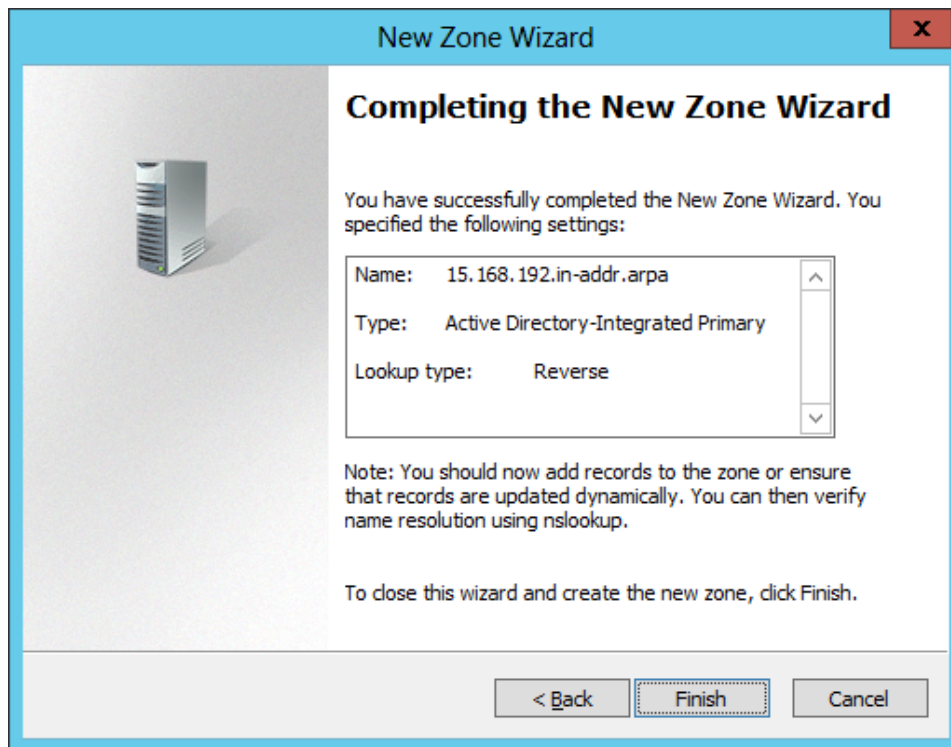 New Zone Wizard
x
Completing the New Zone Wizard
You have successfully completed the New Zone Wizard. You
specified the following settings:
Name: 15.168.192.in-addr.arpa
Type: Active Directory-Integrated Primary
Lookup type: Reverse
Note: You should now add records to the zone or ensure
that records are updated dynamically. You can then verify
name resolution using nslookup.
To close this wizard and create the new zone, click Finish.
< Back Finish Cancel